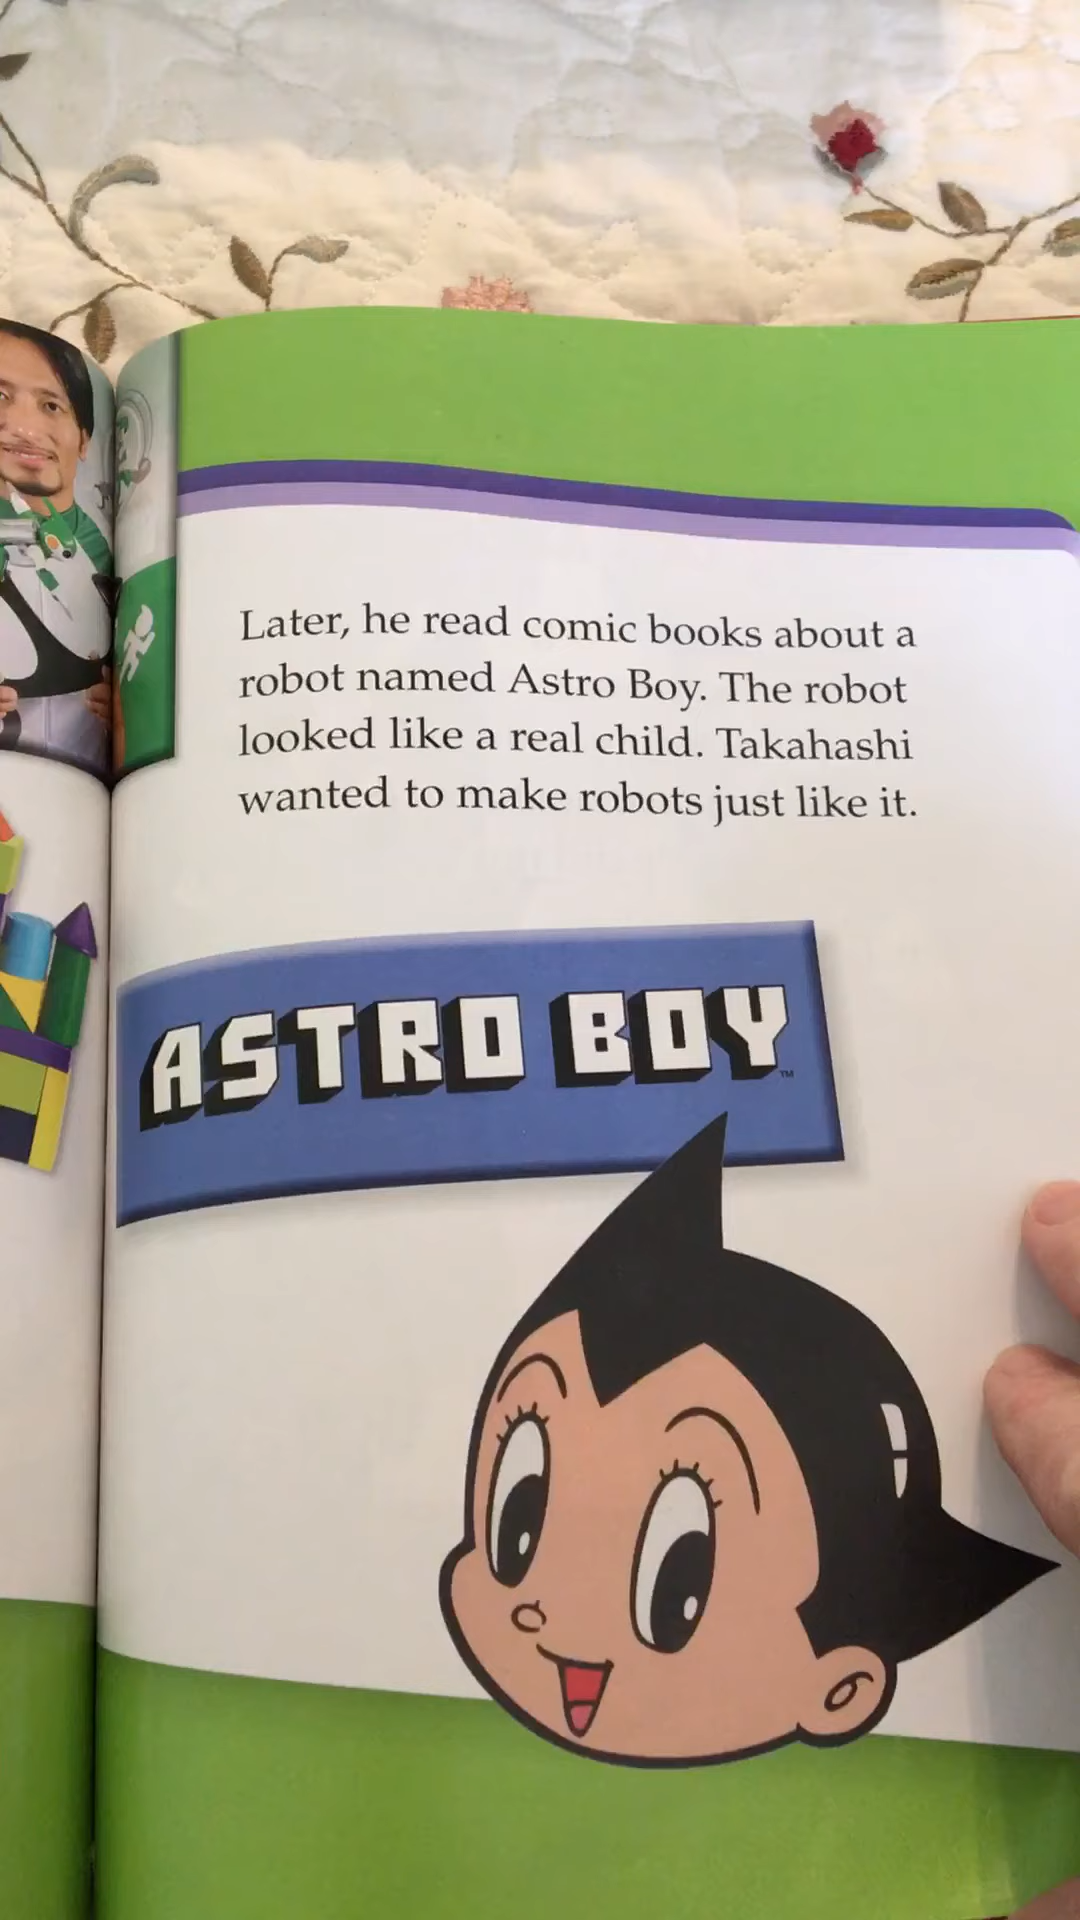 Later, he read comic books about a
robot named Astro Boy. The robot
looked like a real child. Takahashi
wanted to make robots just like it.
ASTRO BOY™